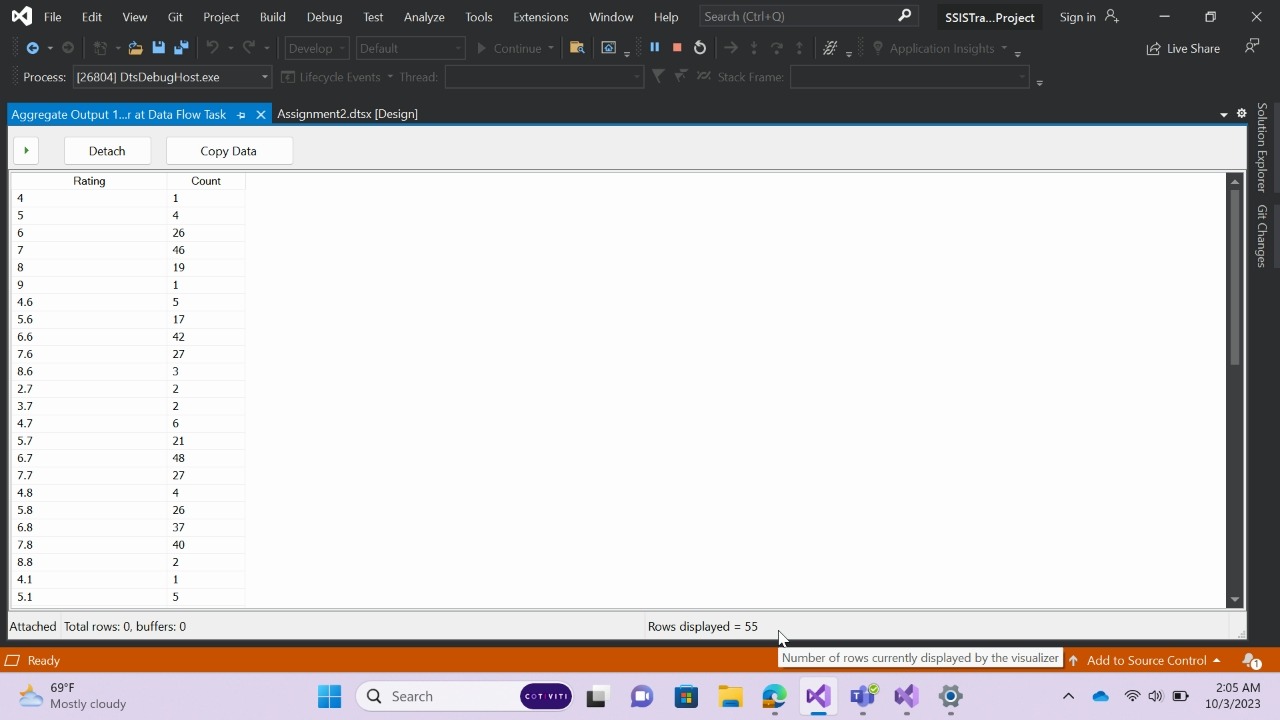 File Edit View Git Project Build Debug Test Analyze Tools Extensions Window Help Search (Ctrl+Q) SSISTra...Project Sign in
Develop Default Continue Application Insights Live Share
Process: [26804] DtsDebugHost.exe Lifecycle Events Thread: Stack Frame:
Aggregate Output 1...r at Data Flow Task Assignment2.dtsx [Design]
Solution Explorer
Git Changes
Detach Copy Data
Rating Count
4 1
5 4
6 26
7 46
8 19
9 1
4.6 5
5.6 17
6.6 42
7.6 27
8.6 3
2.7 2
3.7 2
4.7 6
5.7 21
6.7 48
7.7 27
4.8 4
5.8 26
6.8 37
7.8 40
8.8 2
4.1 1
5.1 5
Attached Total rows: 0, buffers: 0 Rows displayed = 55
Number of rows currently displayed by the visualizer
Ready Add to Source Control 1
69°F
Mostly cloudy
Search COTIVITI
2:05 AM
10/3/2023